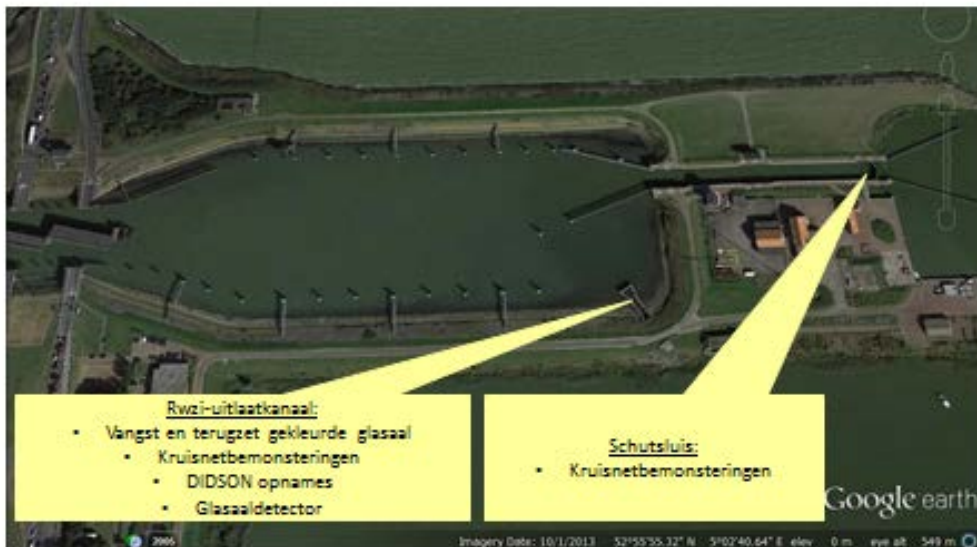 Rwzi-uitlaatkanaal:
▪ Vangst en terugzet gekleurde glasaal
▪ Kruisnetbemonsteringen
▪ DIDSON opnames
▪ Glasaaldetector
Schutsluis:
▪ Kruisnetbemonsteringen
Google earth
2005
Imagery Date: 10/1/2013 52°55'55.32" N 5°02'40.64" E elev 0 m eye alt 549 m